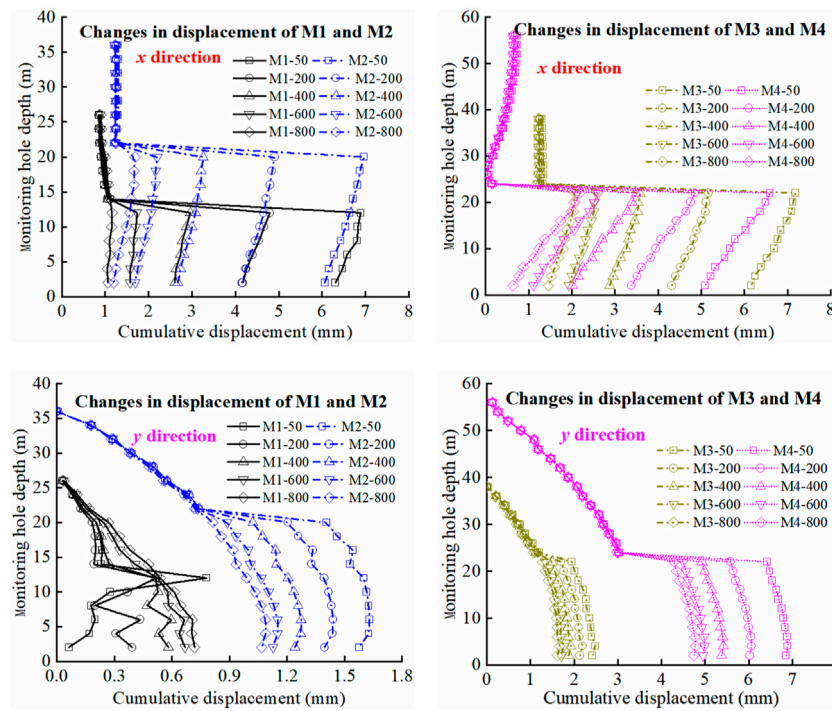 Changes in displacement of M1 and M2
x direction
M1-50 M2-50
M1-200 M2-200
M1-400 M2-400
M1-600 M2-600
M1-800 M2-800
Monitoring hole depth (m)
40
35
30
25
20
15
10
5
0
0 1 2 3 4 5 6 7 8
Cumulative displacement (mm)
Changes in displacement of M3 and M4
x direction
M3-50 M4-50
M3-200 M4-200
M3-400 M4-400
M3-600 M4-600
M3-800 M4-800
Monitoring hole depth (m)
60
50
40
30
20
10
0
0 1 2 3 4 5 6 7 8
Cumulative displacement (mm)
Changes in displacement of M1 and M2
y direction
M1-50 M2-50
M1-200 M2-200
M1-400 M2-400
M1-600 M2-600
M1-800 M2-800
Monitoring hole depth (m)
40
35
30
25
20
15
10
5
0
0.0 0.3 0.6 0.9 1.2 1.5 1.8
Cumulative displacement (mm)
Changes in displacement of M3 and M4
y direction
M3-50 M4-50
M3-200 M4-200
M3-400 M4-400
M3-600 M4-600
M3-800 M4-800
Monitoring hole depth (m)
60
50
40
30
20
10
0
0 1 2 3 4 5 6 7
Cumulative displacement (mm)